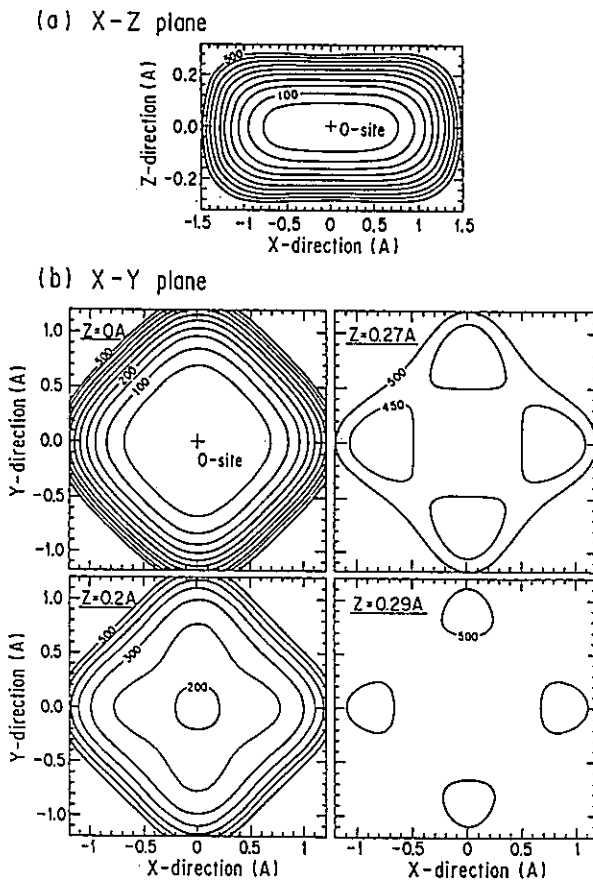 (a) X-Z plane
Z-direction (A)
0.2
0.0
-0.2
500
100
+ O-site
-1.5 -1 -0.5 0 0.5 1 1.5
X-direction (A)
(b) X-Y plane
Y-direction (A)
1.0
0.5
0.0
-0.5
-1.0
Z=0A
500
200
100
+
O-site
Z=0.27A
500
450
Y-direction (A)
1.0
0.5
0.0
-0.5
-1.0
Z=0.2A
500
300
200
Z=0.29A
500
-1 -0.5 0 0.5 1
-1 -0.5 0 0.5 1
X-direction (A)
X-direction (A)